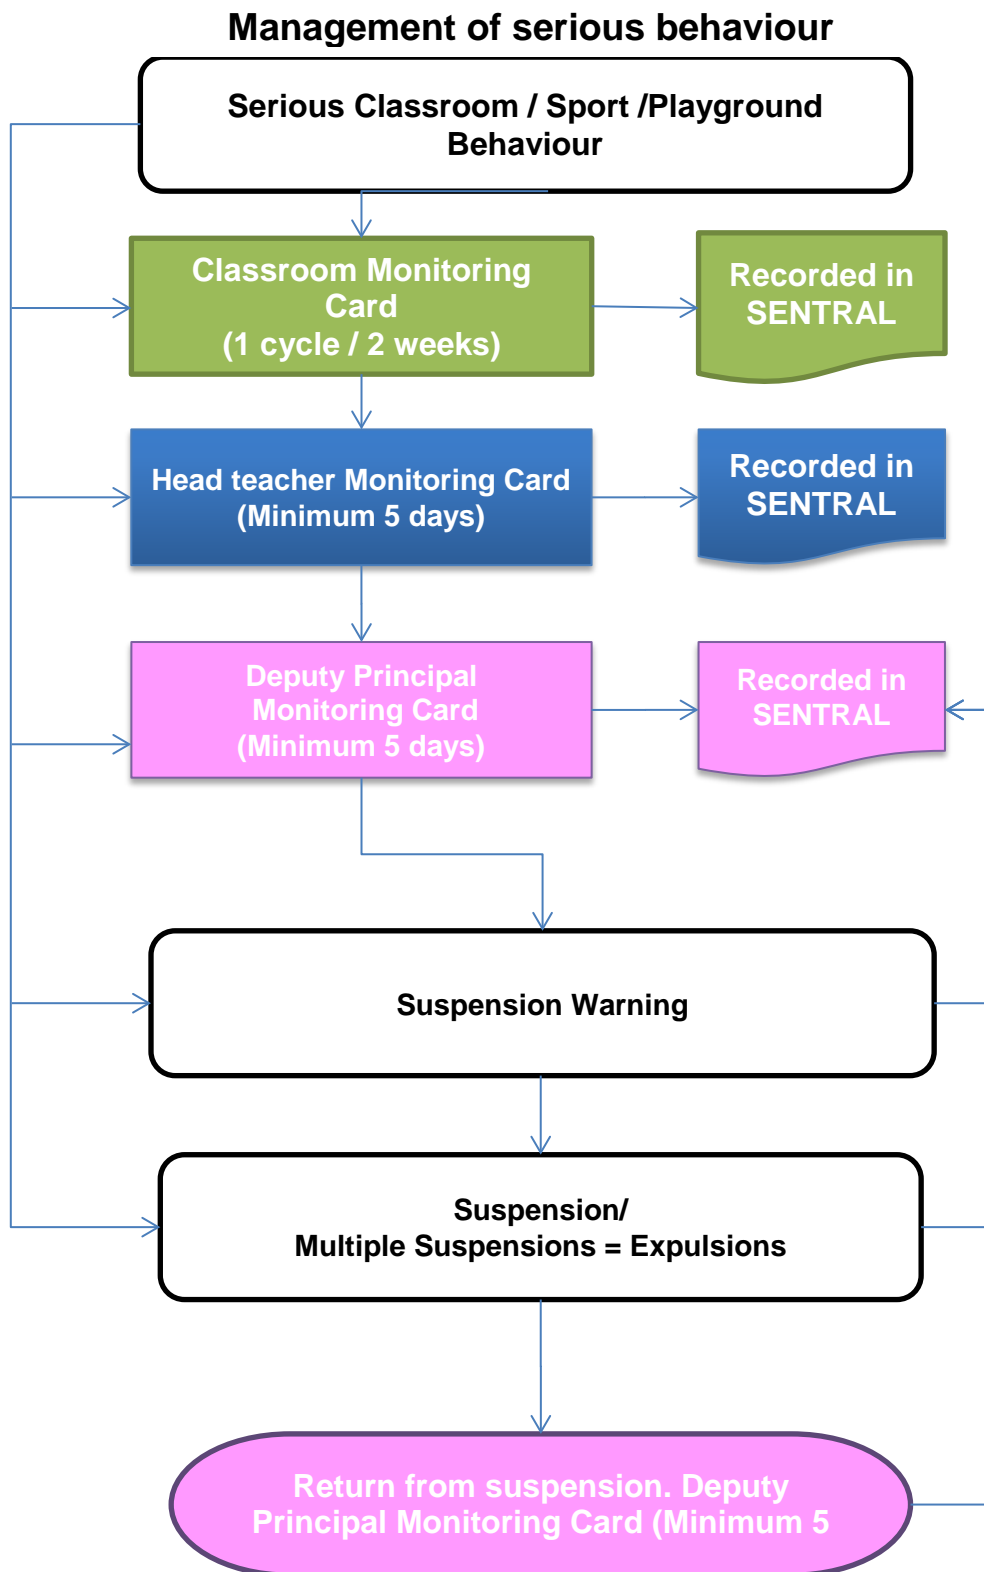 Management of serious behaviour
Serious Classroom / Sport /Playground
Behaviour
Classroom Monitoring
Card
(1 cycle / 2 weeks)
Recorded in
SENTRAL
Head teacher Monitoring Card
(Minimum 5 days)
Recorded in
SENTRAL
Deputy Principal
Monitoring Card
(Minimum 5 days)
Recorded in
SENTRAL
Suspension Warning
Suspension/
Multiple Suspensions = Expulsions
Return from suspension. Deputy
Principal Monitoring Card (Minimum 5